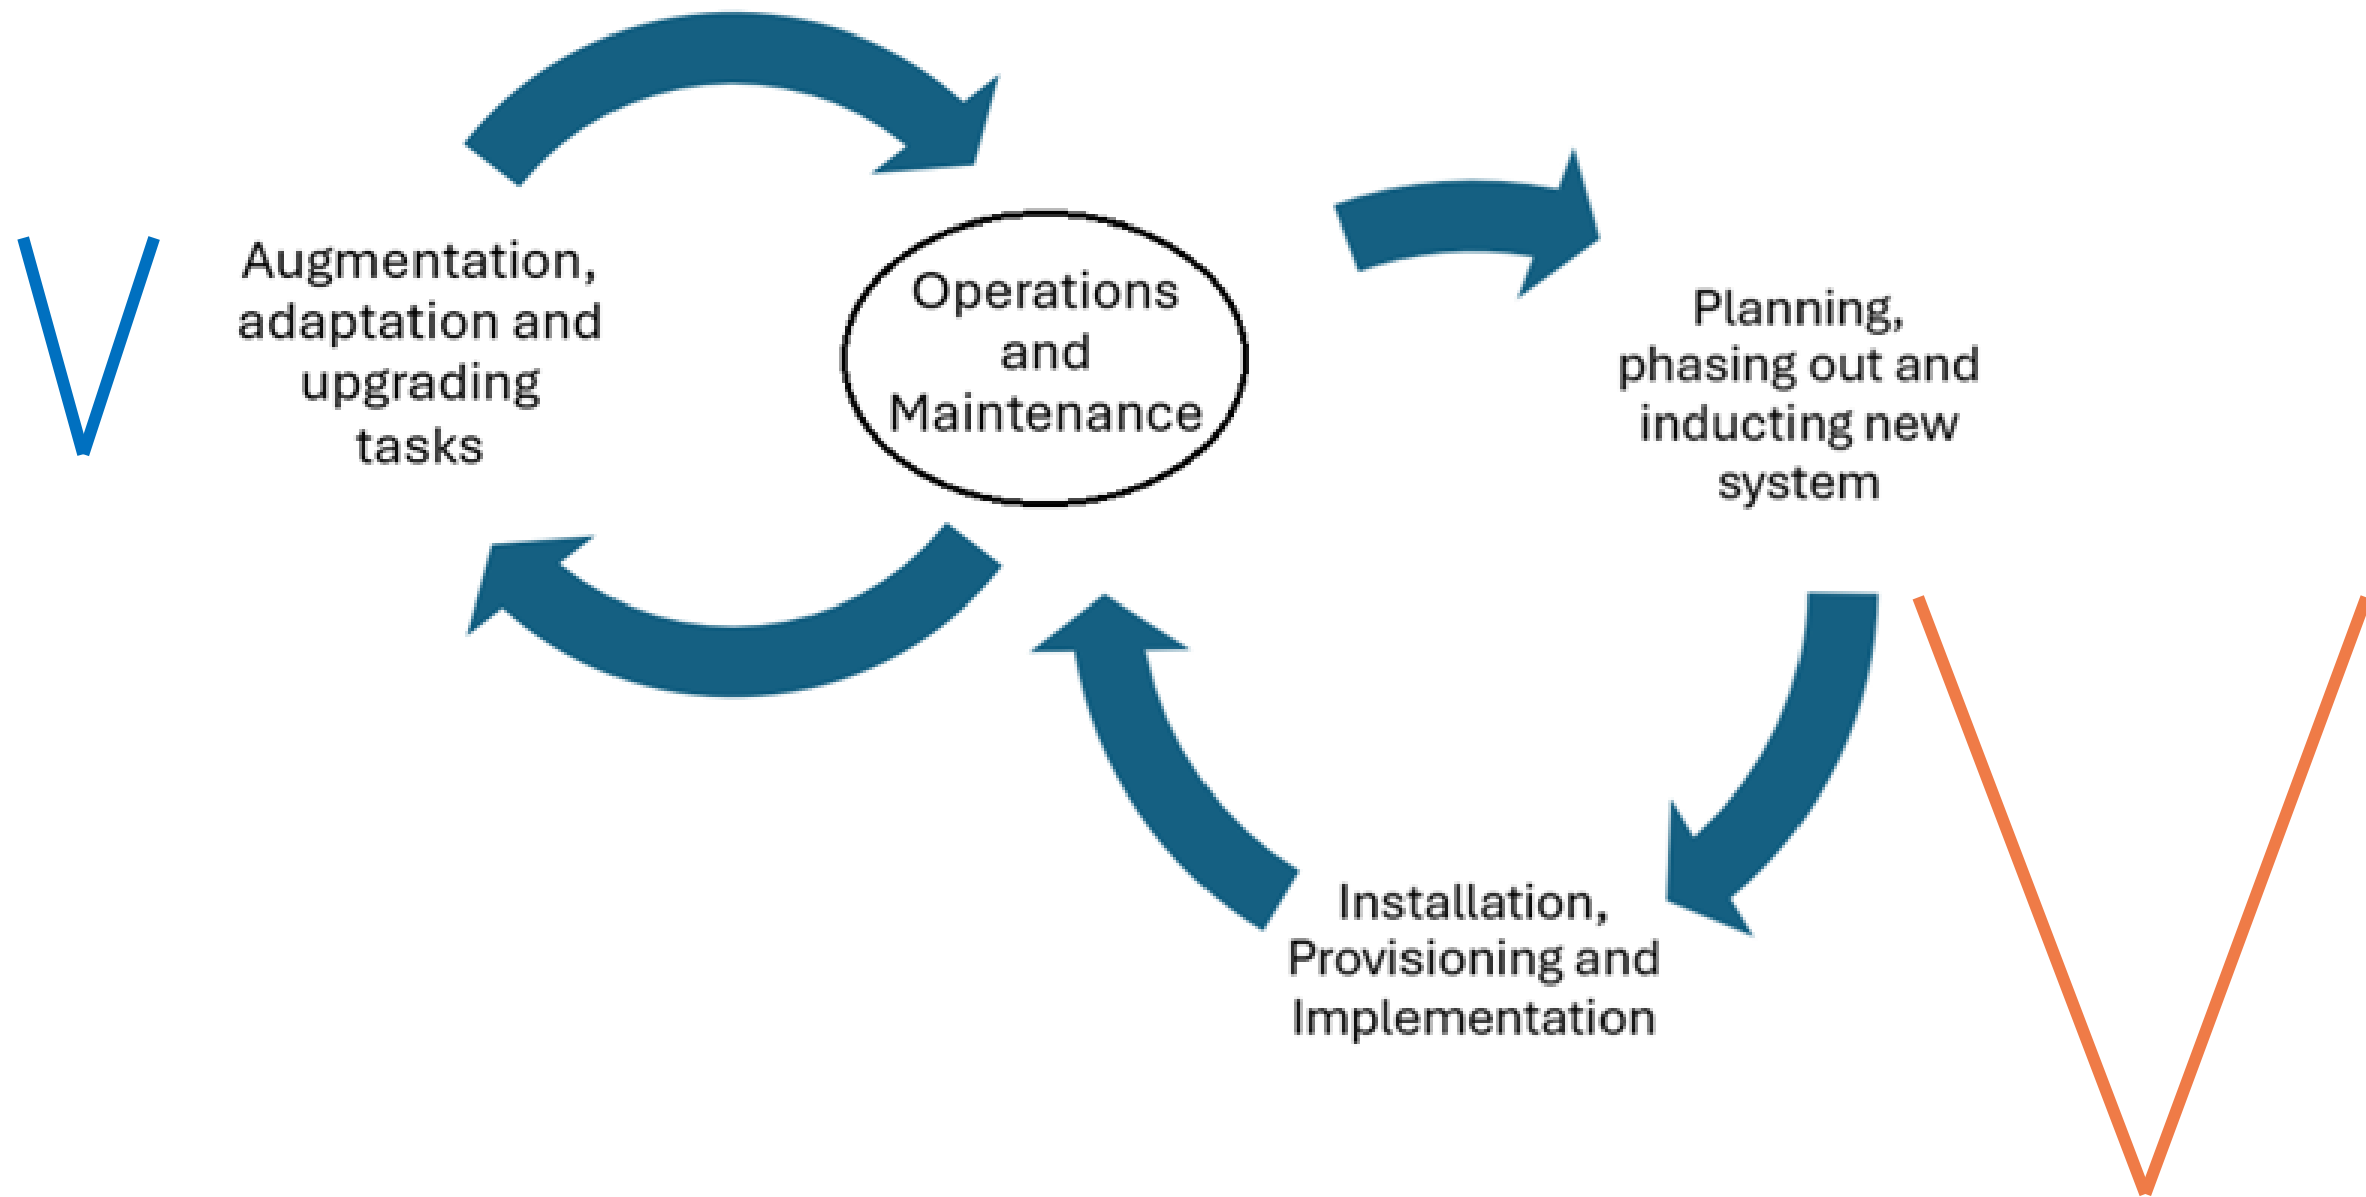 Augmentation,
adaptation and
upgrading
tasks
Operations
and
Maintenance
Planning,
phasing out and
inducting new
system
Installation,
Provisioning and
Implementation